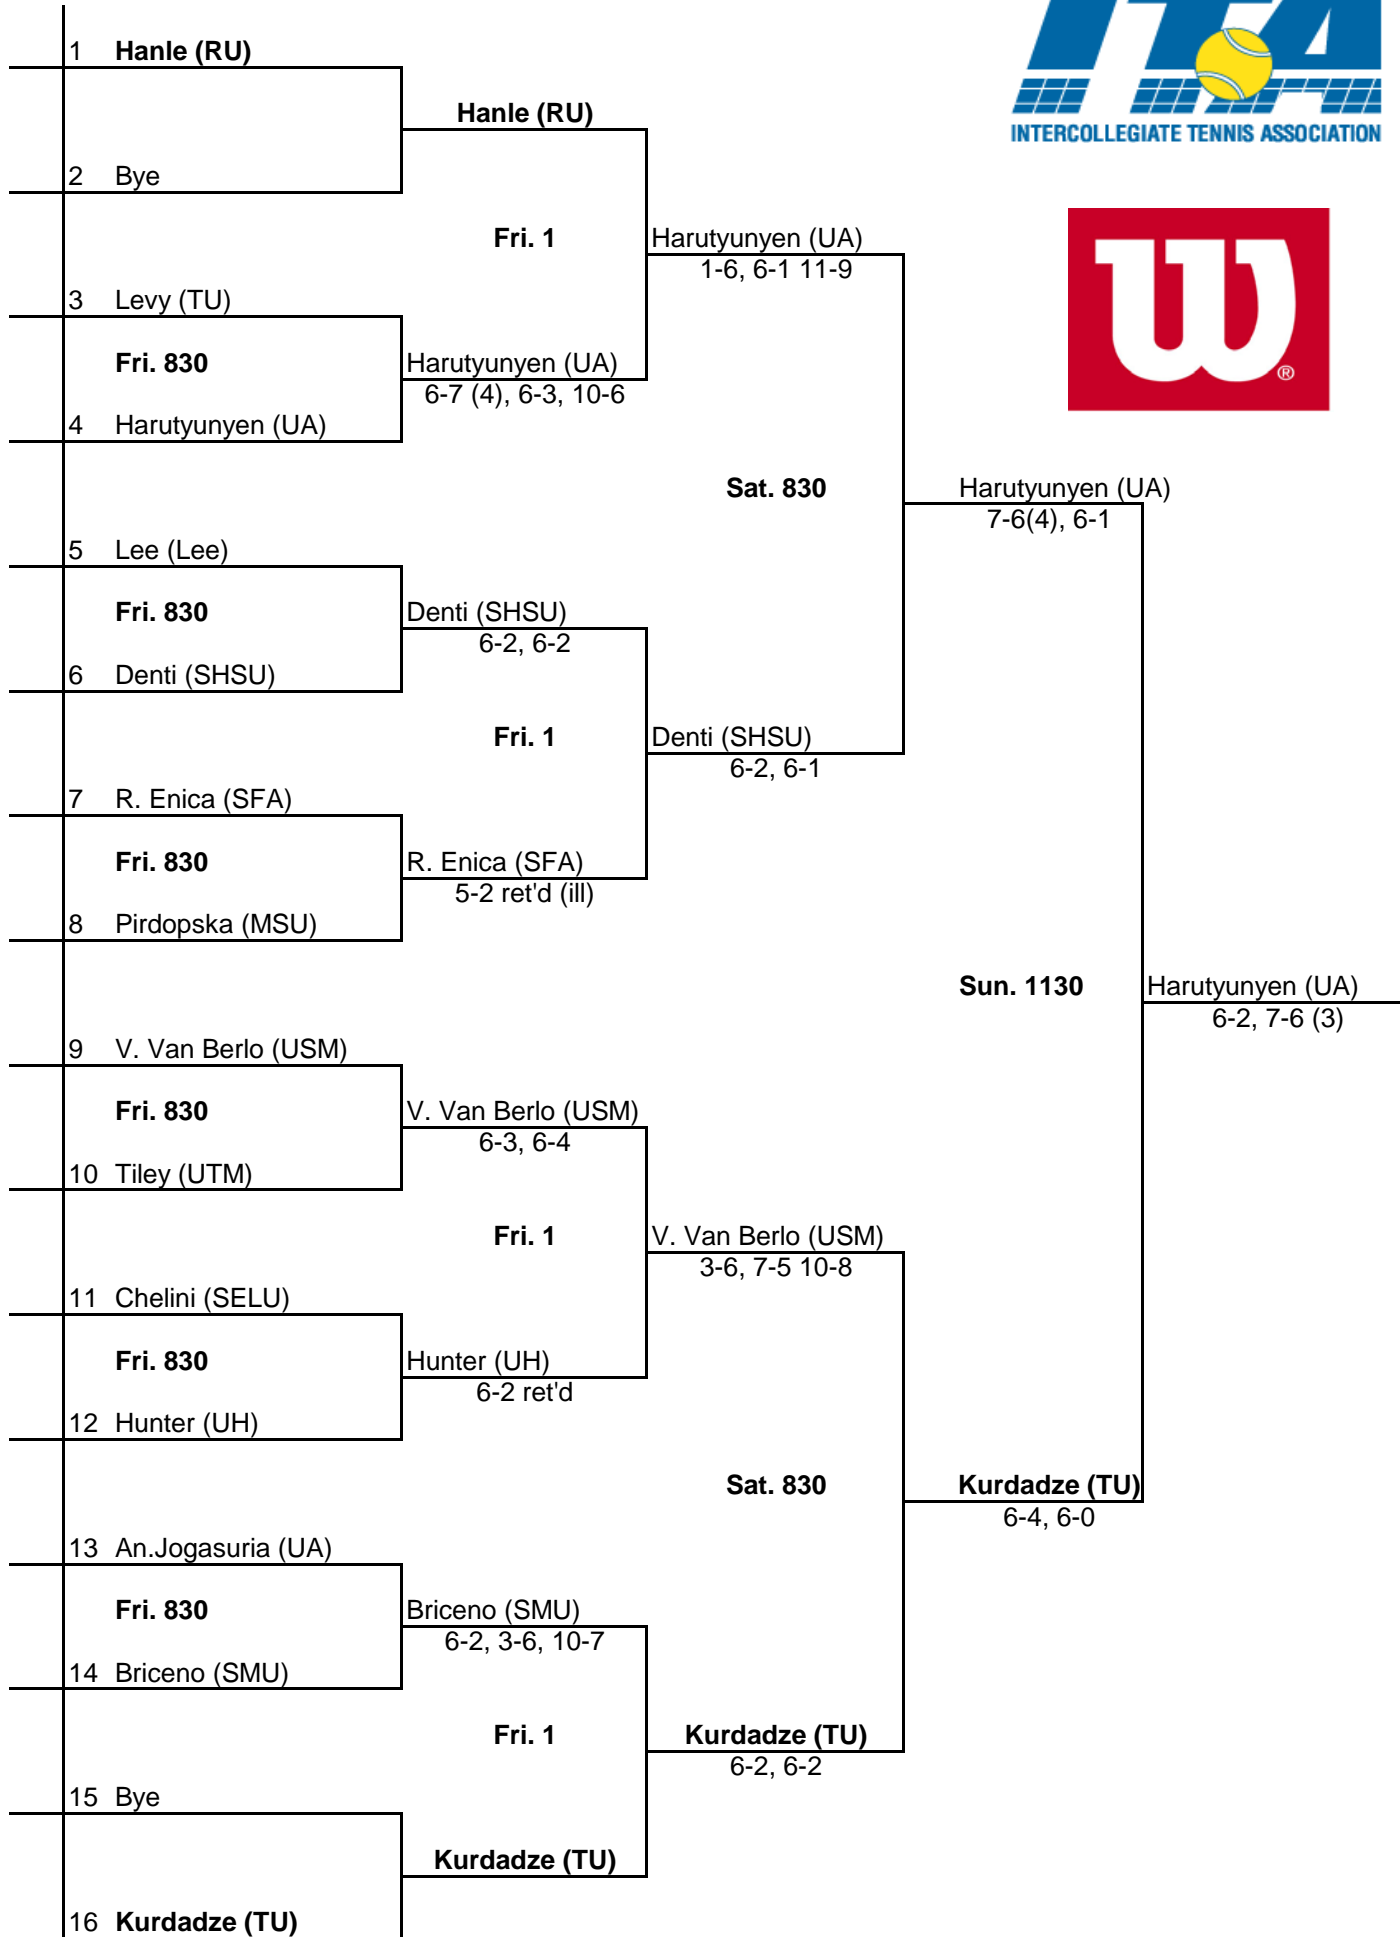 ITA
INTERCOLLEGIATE TENNIS ASSOCIATION
W
®
1 Hanle (RU)
Hanle (RU)
2 Bye
Fri. 1 Harutyunyen (UA)
1-6, 6-1 11-9
3 Levy (TU)
Fri. 830 Harutyunyen (UA)
6-7 (4), 6-3, 10-6
4 Harutyunyen (UA)
Sat. 830 Harutyunyen (UA)
7-6(4), 6-1
5 Lee (Lee)
Fri. 830 Denti (SHSU)
6-2, 6-2
6 Denti (SHSU)
Fri. 1 Denti (SHSU)
6-2, 6-1
7 R. Enica (SFA)
Fri. 830 R. Enica (SFA)
5-2 ret'd (ill)
8 Pirdopska (MSU)
Sun. 1130 Harutyunyen (UA)
6-2, 7-6 (3)
9 V. Van Berlo (USM)
Fri. 830 V. Van Berlo (USM)
6-3, 6-4
10 Tiley (UTM)
Fri. 1 V. Van Berlo (USM)
3-6, 7-5 10-8
11 Chelini (SELU)
Fri. 830 Hunter (UH)
6-2 ret'd
12 Hunter (UH)
Sat. 830 Kurdadze (TU)
6-4, 6-0
13 An.Jogasuria (UA)
Fri. 830 Briceno (SMU)
6-2, 3-6, 10-7
14 Briceno (SMU)
Fri. 1 Kurdadze (TU)
6-2, 6-2
15 Bye
Kurdadze (TU)
16 Kurdadze (TU)